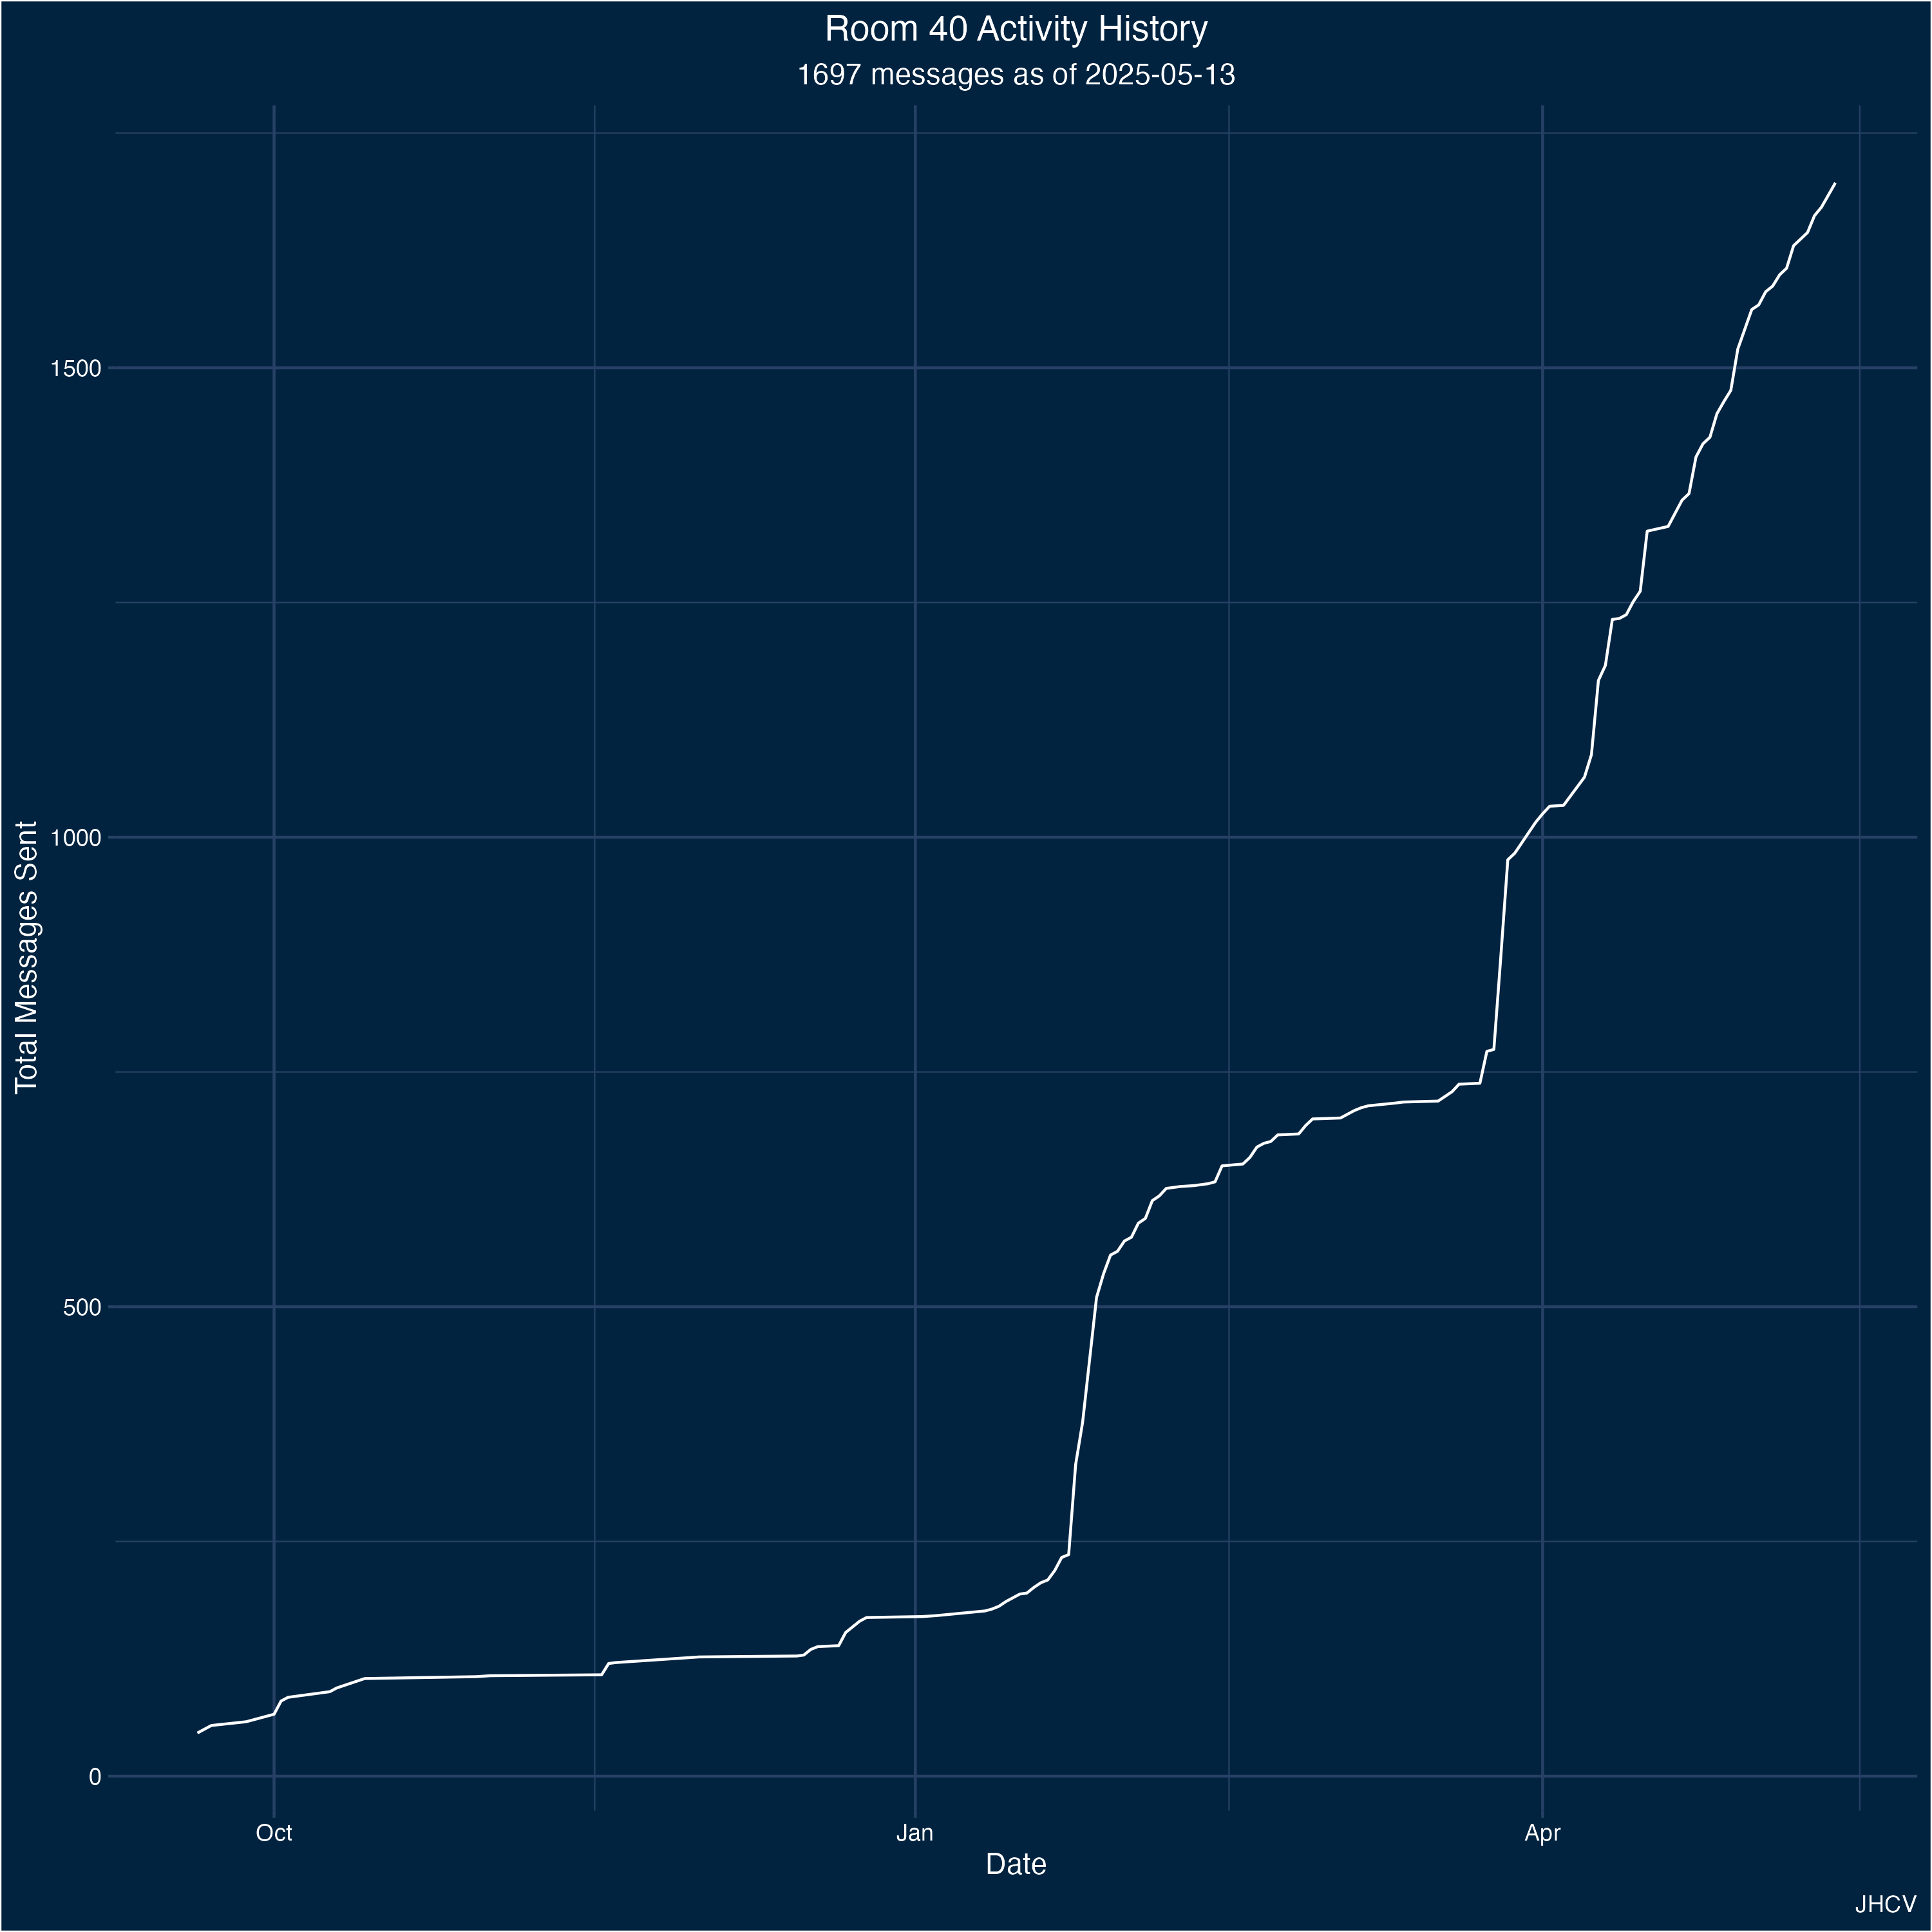 Room 40 Activity History
1697 messages as of 2025-05-13
Total Messages Sent
1500
1000
500
0
Oct
Jan
Apr
Date
JHCV